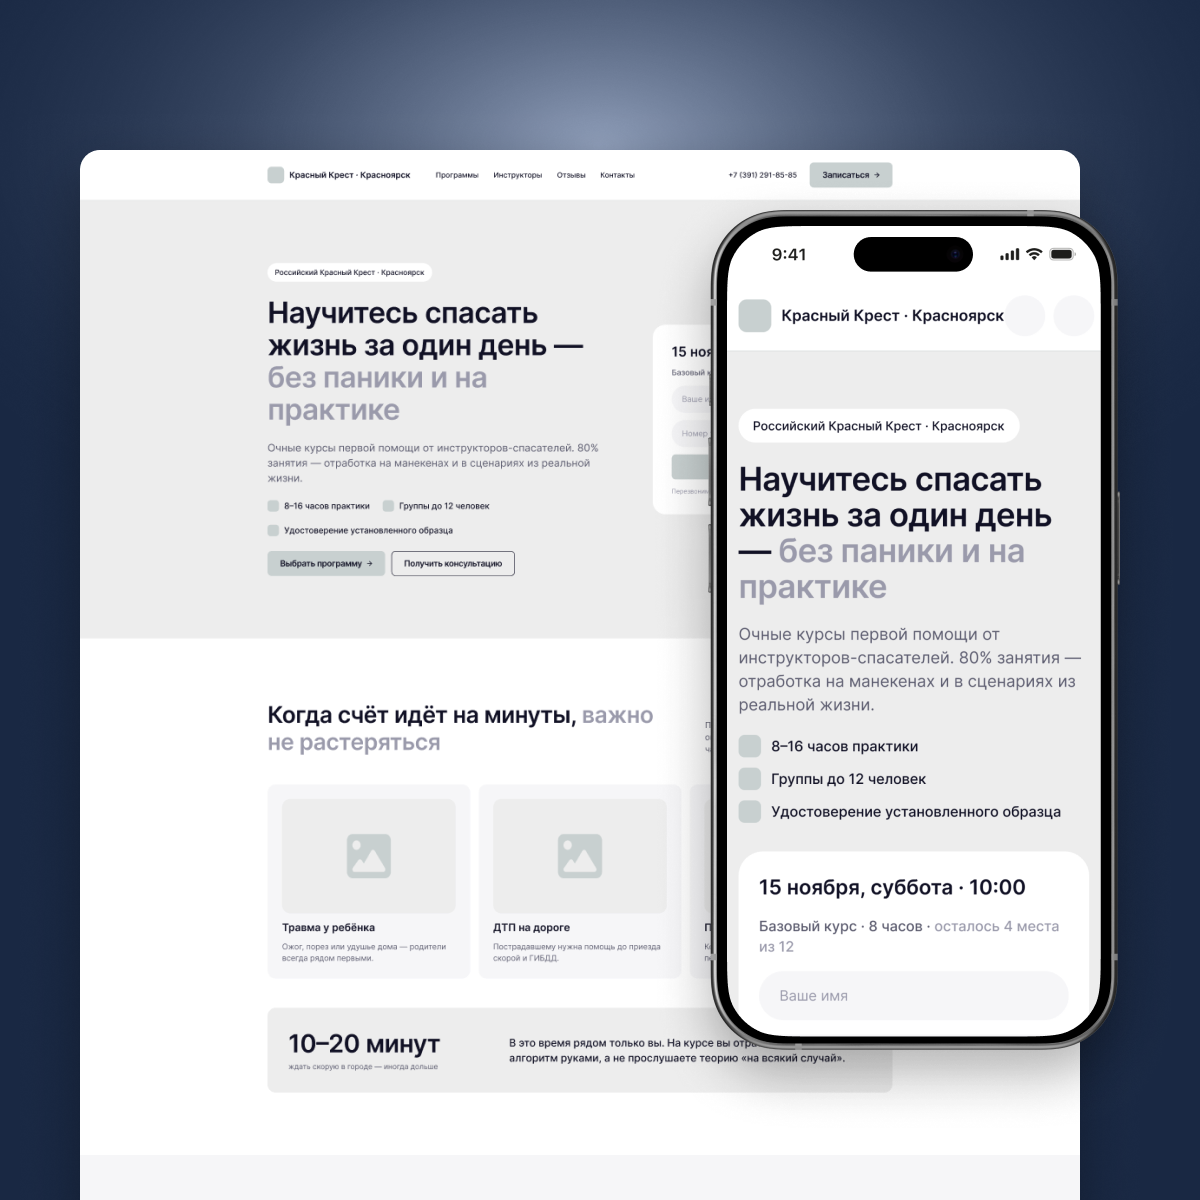 Красный Крест · Красноярск
Программы
Инструкторы
Отзывы
Контакты
+7 (391) 291-85-85
Записаться →
Российский Красный Крест · Красноярск
Научитесь спасать
жизнь за один день —
без паники и на
практике
Очные курсы первой помощи от инструкторов-спасателей. 80%
занятия — отработка на манекенах и в сценариях из реальной
жизни.
8–16 часов практики
Группы до 12 человек
Удостоверение установленного образца
Выбрать программу →
Получить консультацию
15
Базовый
Ваше
Номер
Когда счёт идёт на минуты, важно
не растеряться
Травма у ребёнка
Ожог, порез или удушье дома — родители
всегда рядом первыми.
ДТП на дороге
Пострадавшему нужна помощь до приезда
скорой и ГИБДД.
10–20 минут
ждать скорую в городе — иногда дольше
В это время рядом только вы. На курсе вы
алгоритм руками, а не прослушаете теорию «на всякий случай».
9:41
Красный Крест · Красноярск
Российский Красный Крест · Красноярск
Научитесь спасать
жизнь за один день
— без паники и на
практике
Очные курсы первой помощи от
инструкторов-спасателей. 80% занятия —
отработка на манекенах и в сценариях из
реальной жизни.
8–16 часов практики
Группы до 12 человек
Удостоверение установленного образца
15 ноября, суббота · 10:00
Базовый курс · 8 часов · осталось 4 места
из 12
Ваше имя